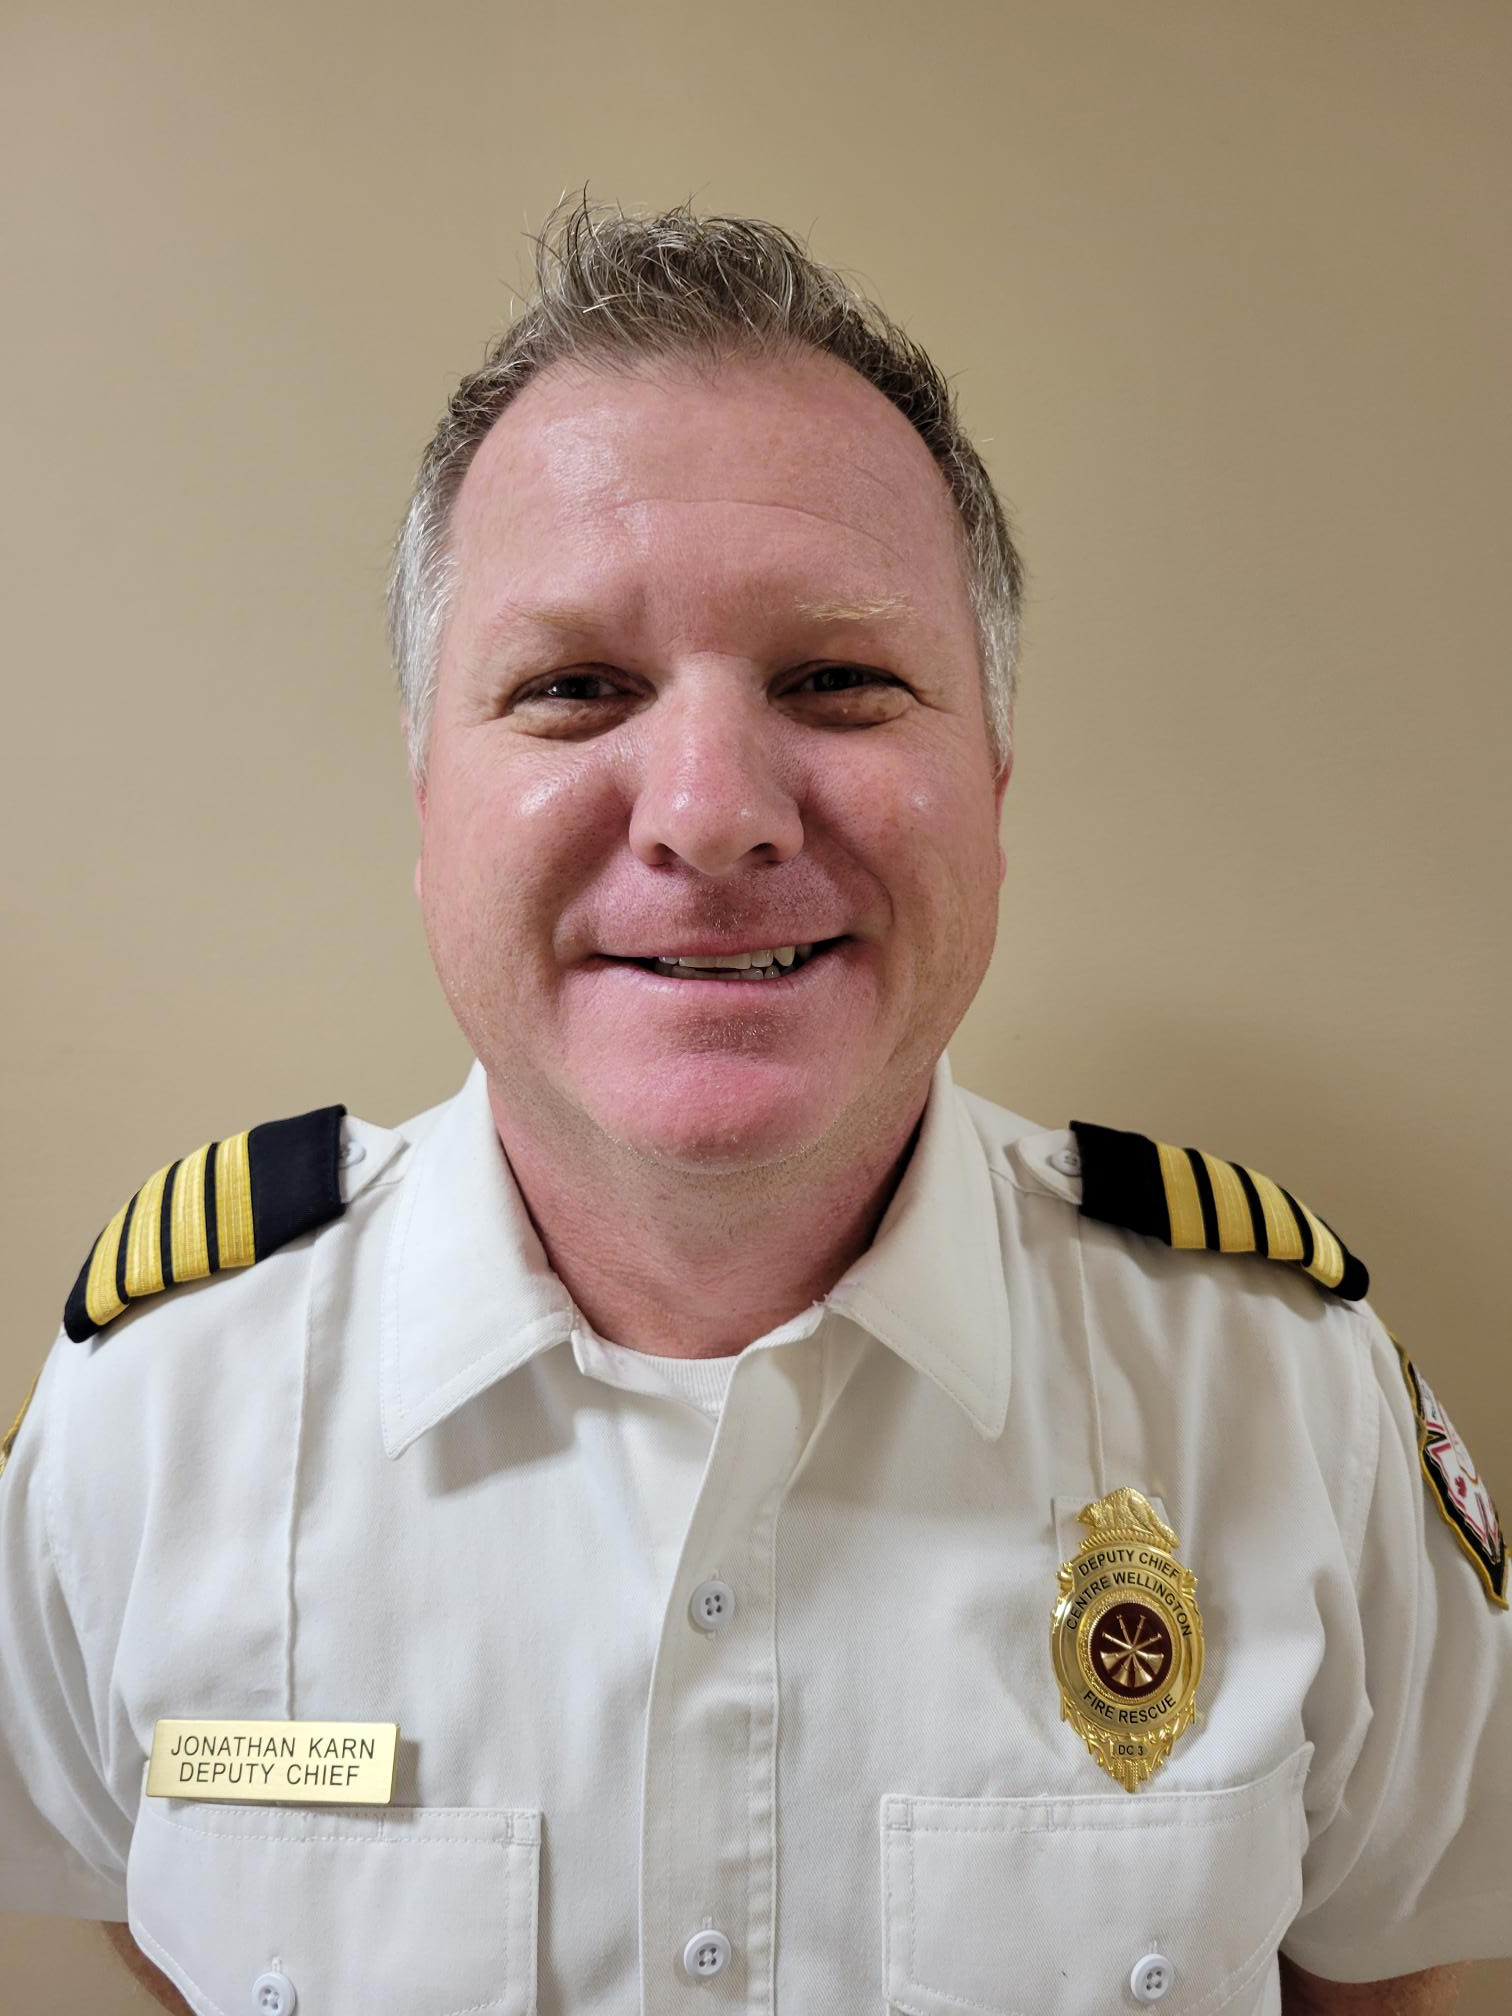 DEPUTY CHIEF
CENTRE WELLINGTON
FIRE RESCUE
DC 3
JONATHAN KARN
DEPUTY CHIEF